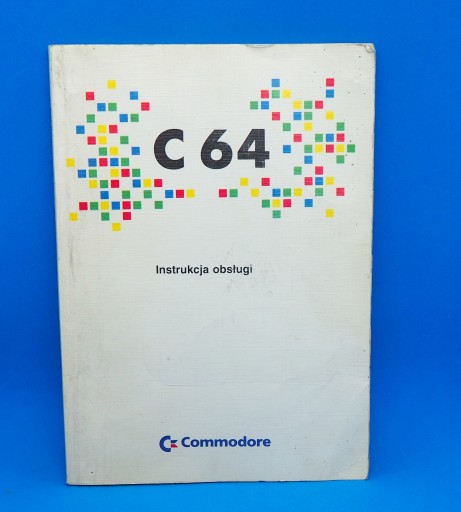 C 64
Instrukcja obsługi
Commodore